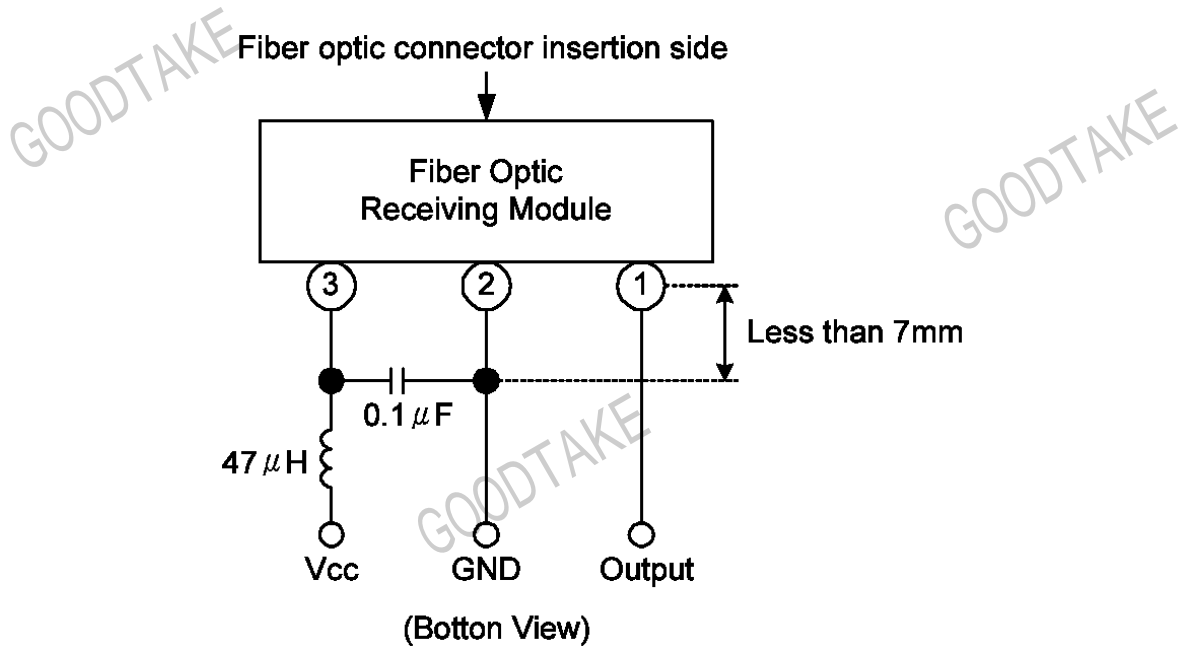 GOODTAKE
Fiber optic connector insertion side
GOODTAKE
Fiber Optic
Receiving Module
3 2 1
Less than 7mm
0.1μF
47μH
GOODTAKE
Vcc GND Output
(Botton View)